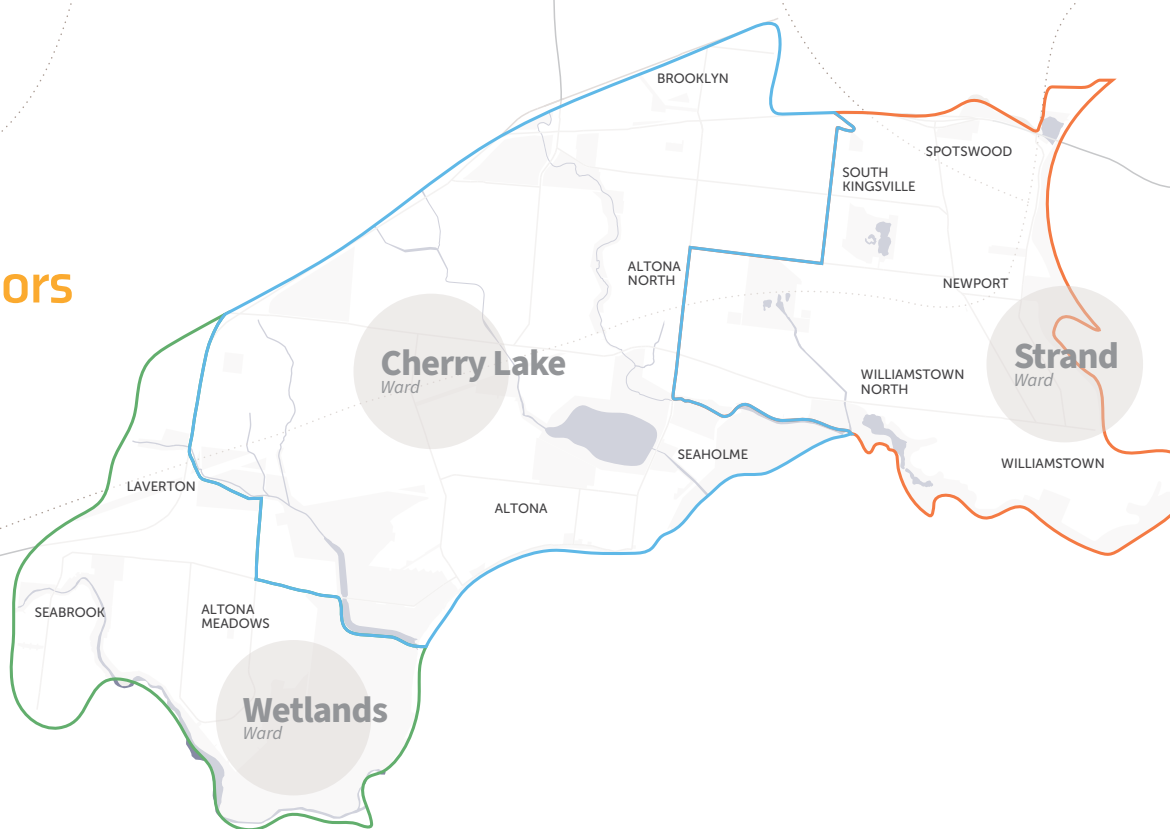 BROOKLYN
SPOTSWOOD
SOUTH
KINGSVILLE
ors
ALTONA
NORTH
NEWPORT
Cherry Lake
Ward
Strand
Ward
WILLIAMSTOWN
NORTH
SEAHOLME
WILLIAMSTOWN
LAVERTON
ALTONA
SEABROOK
ALTONA
MEADOWS
Wetlands
Ward